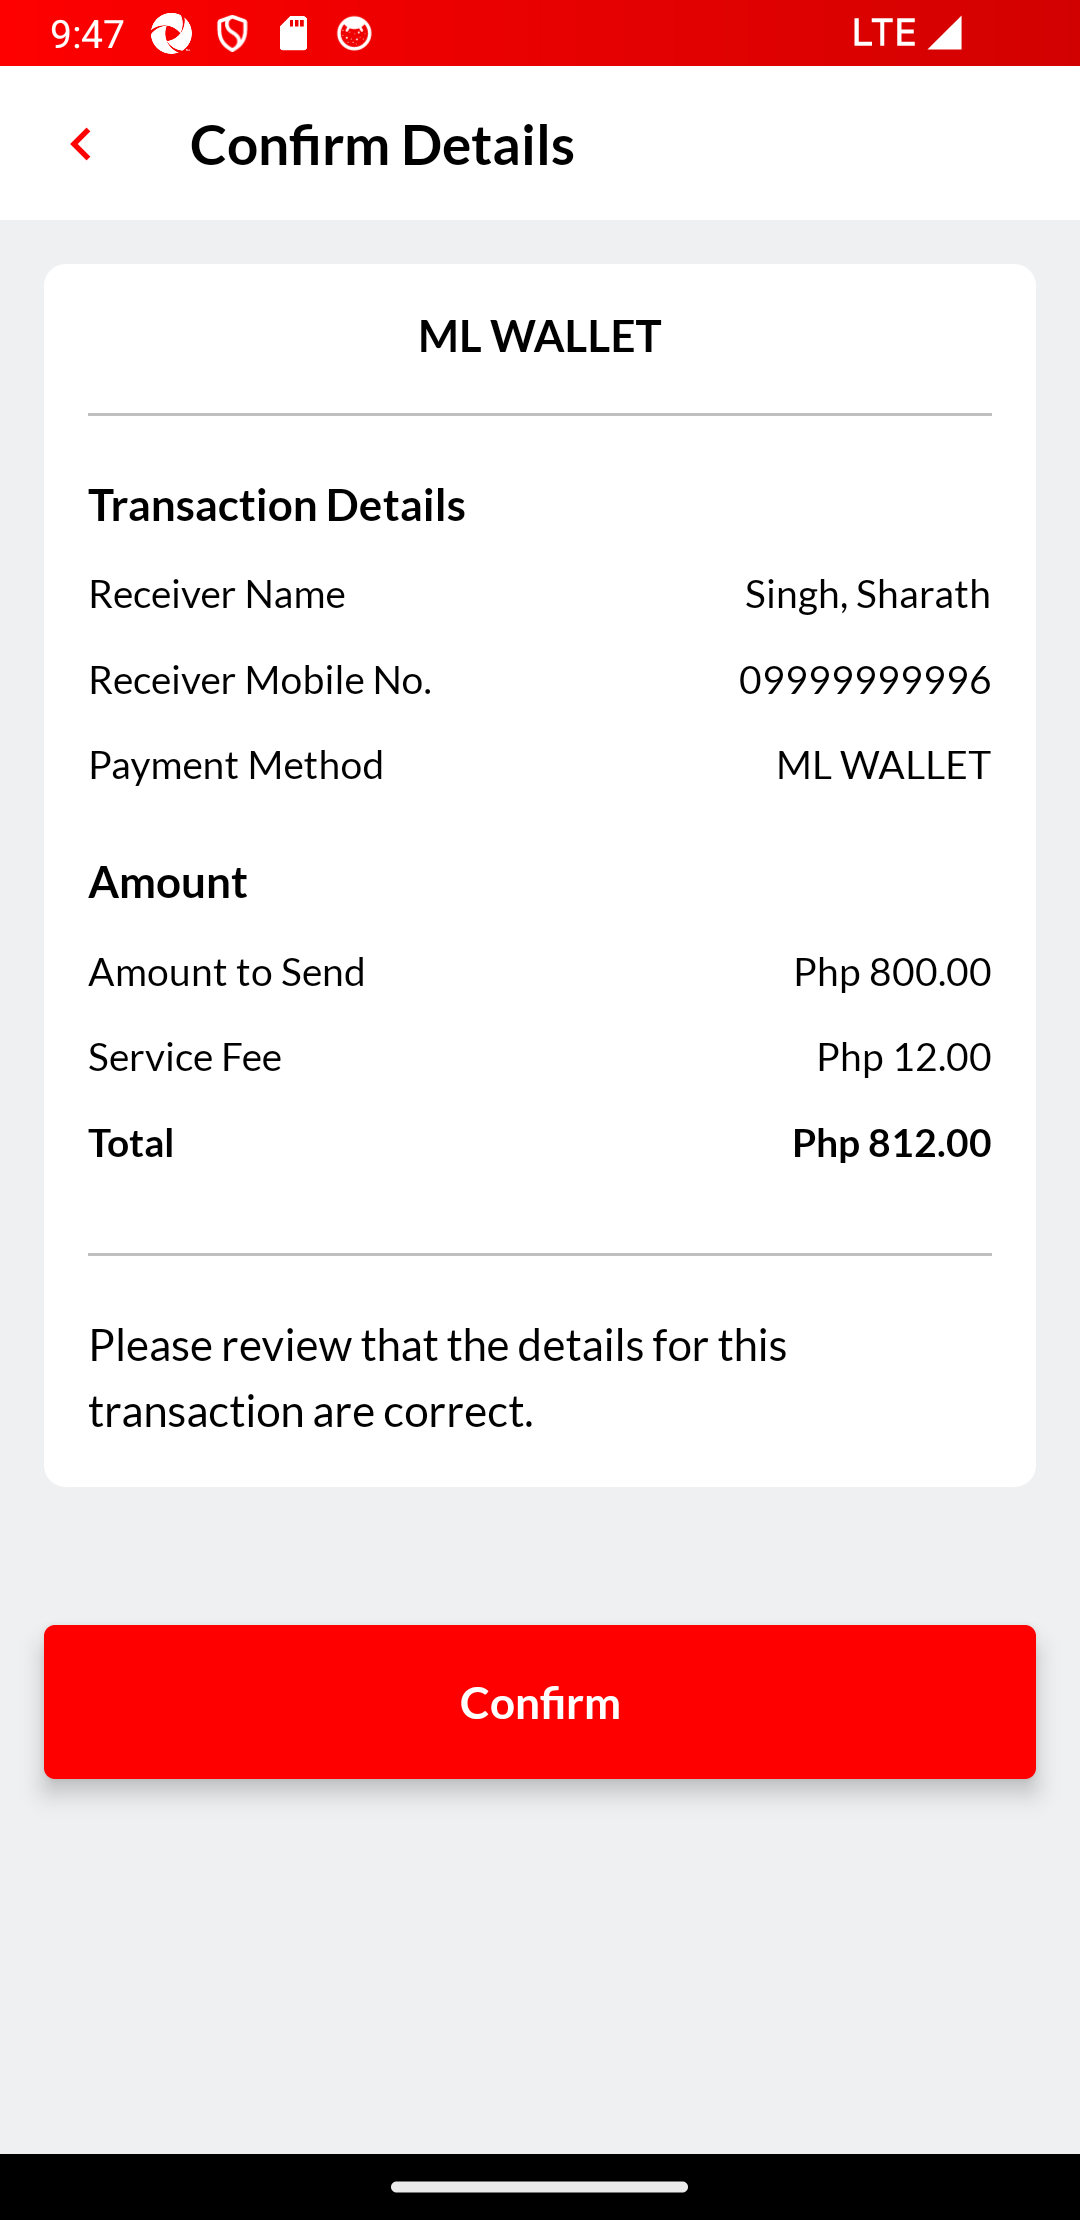 9:47
LTE
Confirm Details
ML WALLET
Transaction Details
Receiver Name Singh, Sharath
Receiver Mobile No. 09999999996
Payment Method ML WALLET
Amount
Amount to Send Php 800.00
Service Fee Php 12.00
Total Php 812.00
Please review that the details for this
transaction are correct.
Confirm